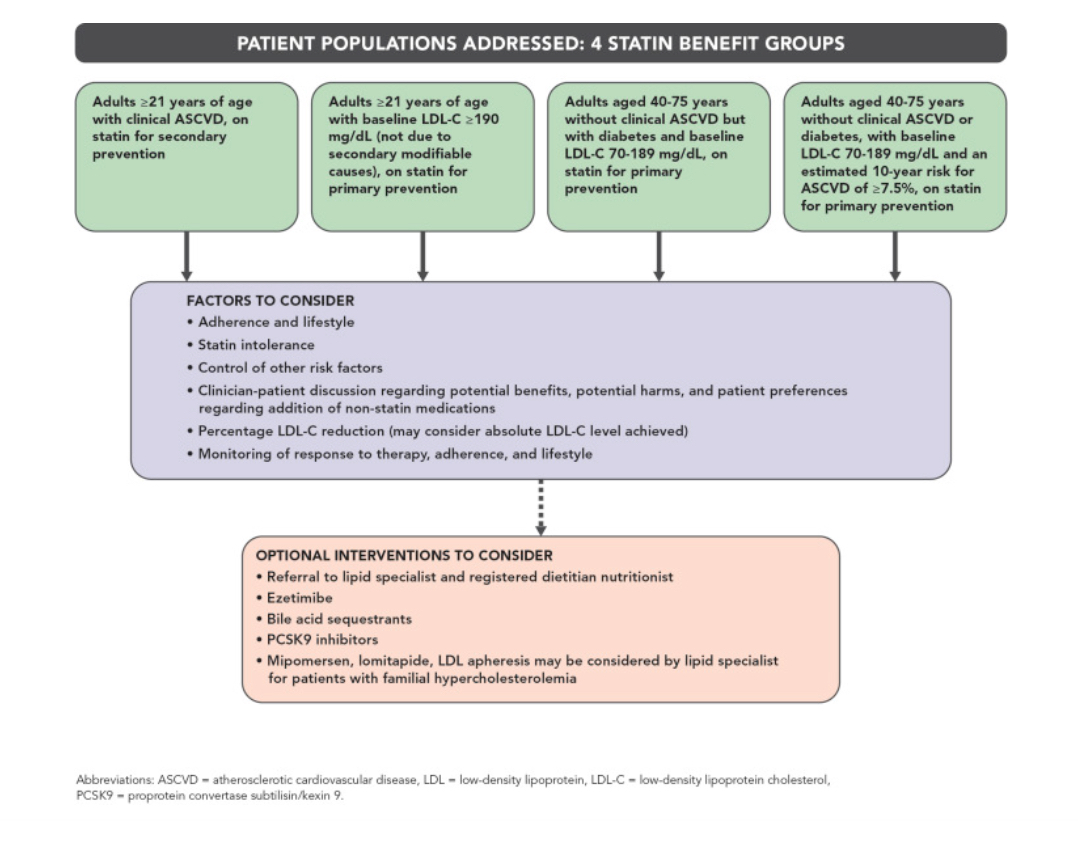 PATIENT POPULATIONS ADDRESSED: 4 STATIN BENEFIT GROUPS
Adults ≥21 years of age
with clinical ASCVD, on
statin for secondary
prevention
Adults ≥21 years of age
with baseline LDL-C ≥190
mg/dL (not due to
secondary modifiable
causes), on statin for
primary prevention
Adults aged 40-75 years
without clinical ASCVD but
with diabetes and baseline
LDL-C 70-189 mg/dL, on
statin for primary
prevention
Adults aged 40-75 years
without clinical ASCVD or
diabetes, with baseline
LDL-C 70-189 mg/dL and an
estimated 10-year risk for
ASCVD of ≥7.5%, on statin
for primary prevention
FACTORS TO CONSIDER
• Adherence and lifestyle
• Statin intolerance
• Control of other risk factors
• Clinician-patient discussion regarding potential benefits, potential harms, and patient preferences
regarding addition of non-statin medications
• Percentage LDL-C reduction (may consider absolute LDL-C level achieved)
• Monitoring of response to therapy, adherence, and lifestyle
OPTIONAL INTERVENTIONS TO CONSIDER
• Referral to lipid specialist and registered dietitian nutritionist
• Ezetimibe
• Bile acid sequestrants
• PCSK9 inhibitors
• Mipomersen, lomitapide, LDL apheresis may be considered by lipid specialist
for patients with familial hypercholesterolemia
Abbreviations: ASCVD = atherosclerotic cardiovascular disease, LDL = low-density lipoprotein, LDL-C = low-density lipoprotein cholesterol,
PCSK9 = proprotein convertase subtilisin/kexin 9.